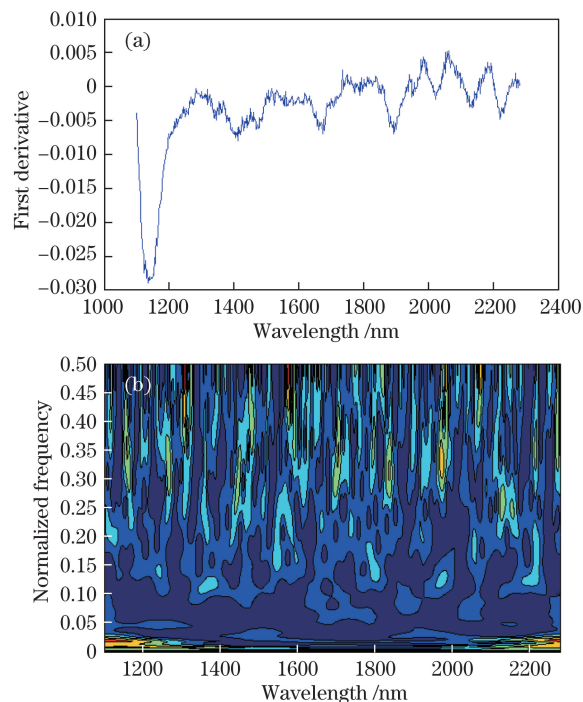 (a)
First derivative
0.010
0.005
0
−0.005
−0.010
−0.015
−0.020
−0.025
−0.030
1000 1200 1400 1600 1800 2000 2200 2400
Wavelength /nm
(b)
Normalized frequency
0.50
0.45
0.40
0.35
0.30
0.25
0.20
0.15
0.10
0.05
0
1200 1400 1600 1800 2000 2200
Wavelength /nm